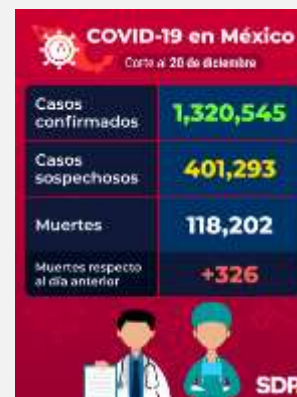 COVID-19 en México
Corte al 20 de diciembre
Casos
confirmados
1,320,545
Casos
sospechosos
401,293
Muertes
118,202
Muertes respecto
al día anterior
+326
SDP